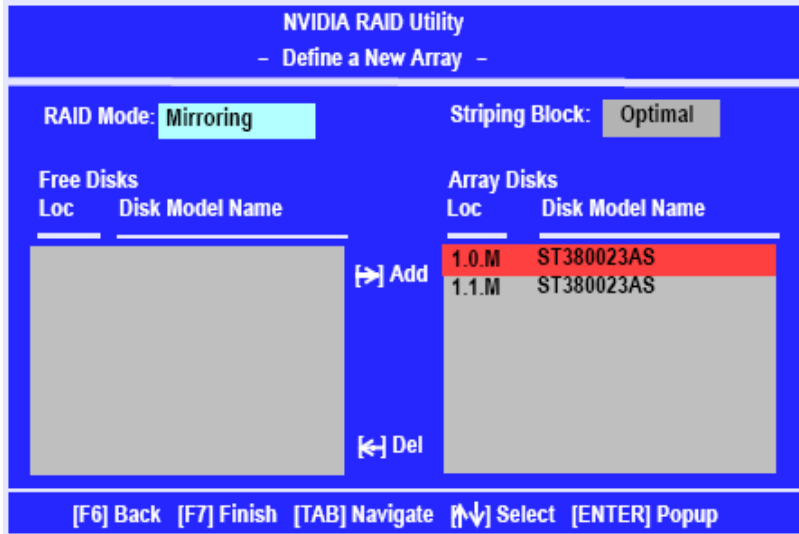 NVIDIA RAID Utility
– Define a New Array –
RAID Mode: Mirroring
Striping Block: Optimal
Free Disks
Loc Disk Model Name
Array Disks
Loc Disk Model Name
[→] Add
1.0.M ST380023AS
1.1.M ST380023AS
[←] Del
[F6] Back [F7] Finish [TAB] Navigate [↑↓] Select [ENTER] Popup